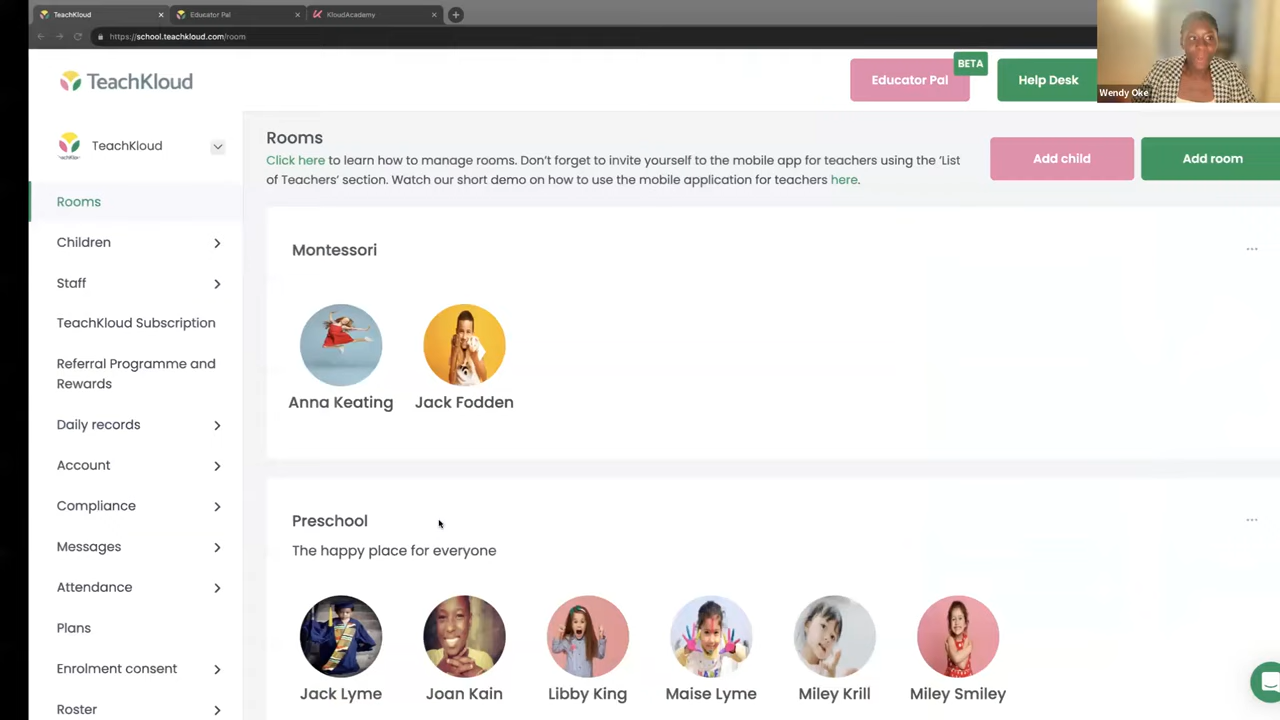 TeachKloud
Educator Pal
KloudAcademy
https://school.teachkloud.com/room
TeachKloud
Educator Pal
BETA
Help Desk
Wendy Oke
TeachKloud
Rooms
Children
Staff
TeachKloud Subscription
Referral Programme and
Rewards
Daily records
Account
Compliance
Messages
Attendance
Plans
Enrolment consent
Roster
Rooms
Click here to learn how to manage rooms. Don't forget to invite yourself to the mobile app for teachers using the 'List
of Teachers' section. Watch our short demo on how to use the mobile application for teachers here.
Add child
Add room
Montessori
Anna Keating
Jack Fodden
Preschool
The happy place for everyone
Jack Lyme
Joan Kain
Libby King
Maise Lyme
Miley Krill
Miley Smiley